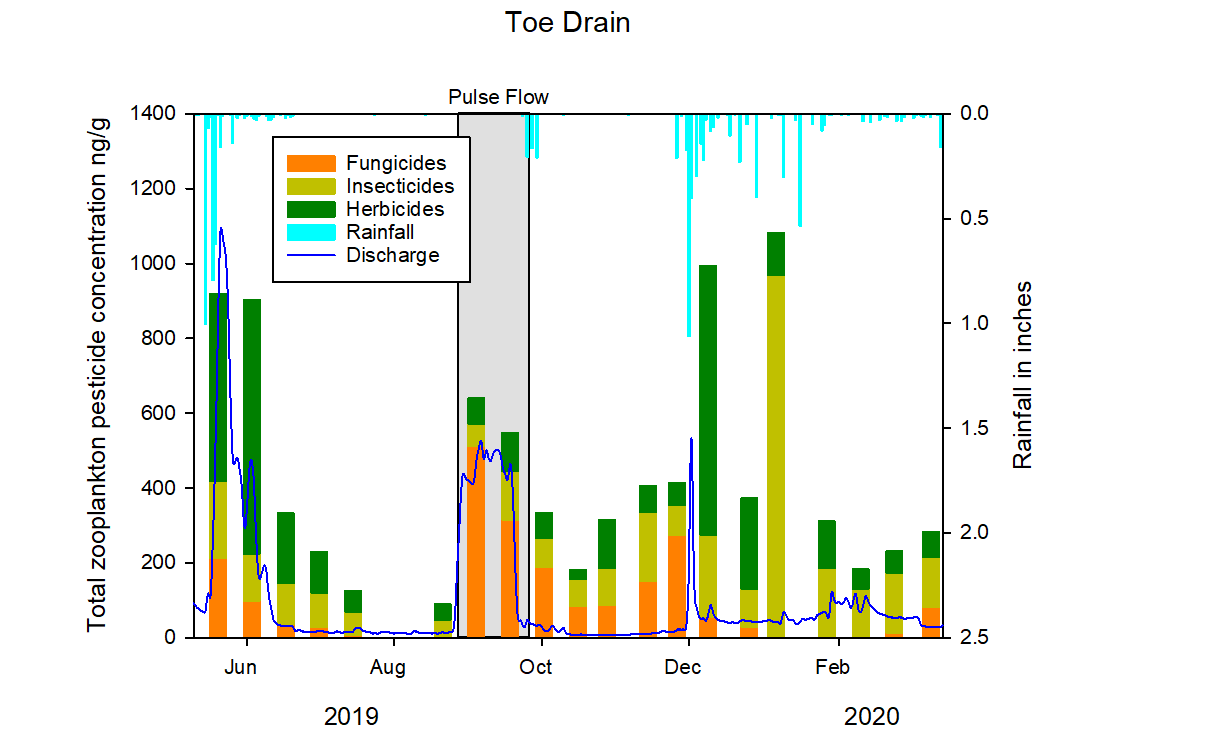 Toe Drain
Pulse Flow
Total zooplankton pesticide concentration ng/g
1400
1200
1000
800
600
400
200
0
Fungicides
Insecticides
Herbicides
Rainfall
Discharge
0.0
0.5
1.0
1.5
2.0
2.5
Rainfall in inches
Jun Aug Oct Dec Feb
2019 2020